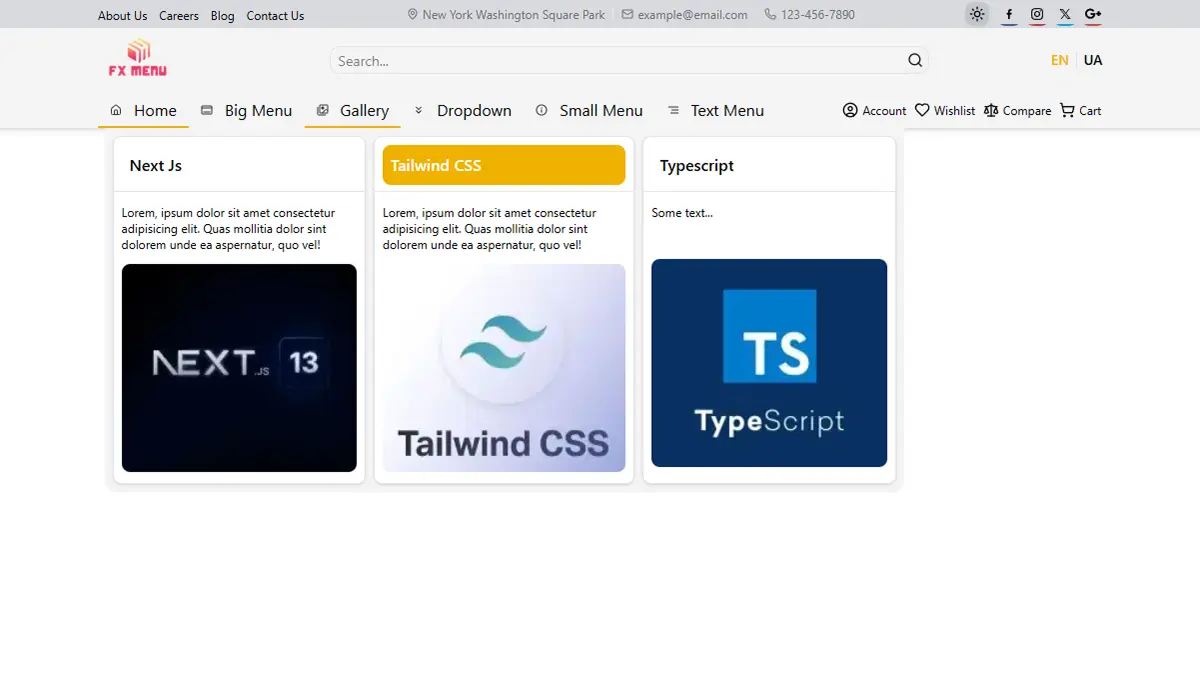 About Us Careers Blog Contact Us New York Washington Square Park example@email.com 123-456-7890
FX MENU
Search...
EN UA
Home Big Menu Gallery Dropdown Small Menu Text Menu Account Wishlist Compare Cart
Next Js
Lorem, ipsum dolor sit amet consectetur
adipisicing elit. Quas mollitia dolor sint
dolorem unde ea aspernatur, quo vel!
NEXT.JS 13
Tailwind CSS
Lorem, ipsum dolor sit amet consectetur
adipisicing elit. Quas mollitia dolor sint
dolorem unde ea aspernatur, quo vel!
Tailwind CSS
Typescript
Some text...
TS
TypeScript